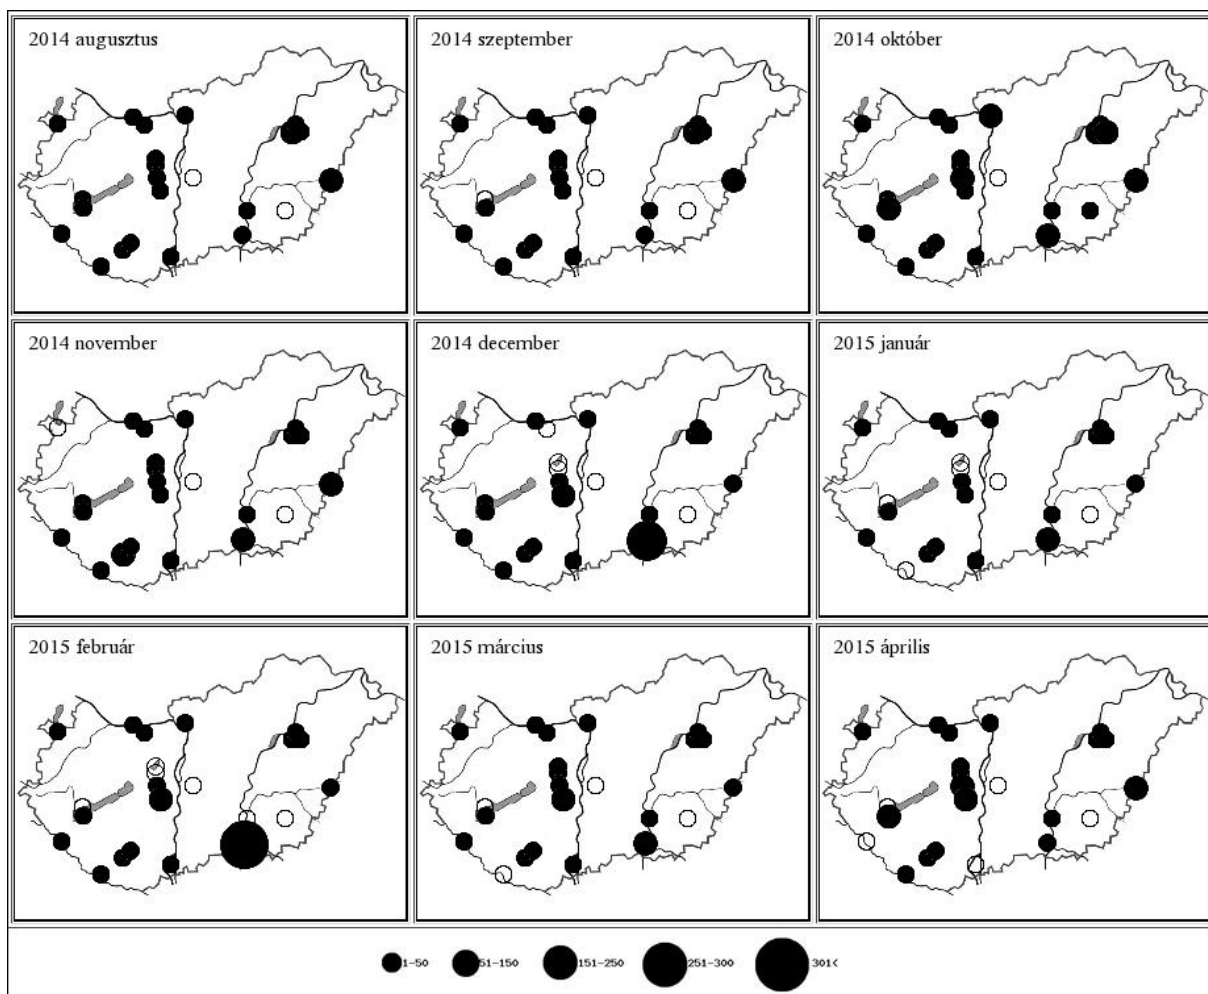 2014 augusztus
2014 szeptember
2014 október
2014 november
2014 december
2015 január
2015 február
2015 március
2015 április
1-50
51-150
151-250
251-300
301<